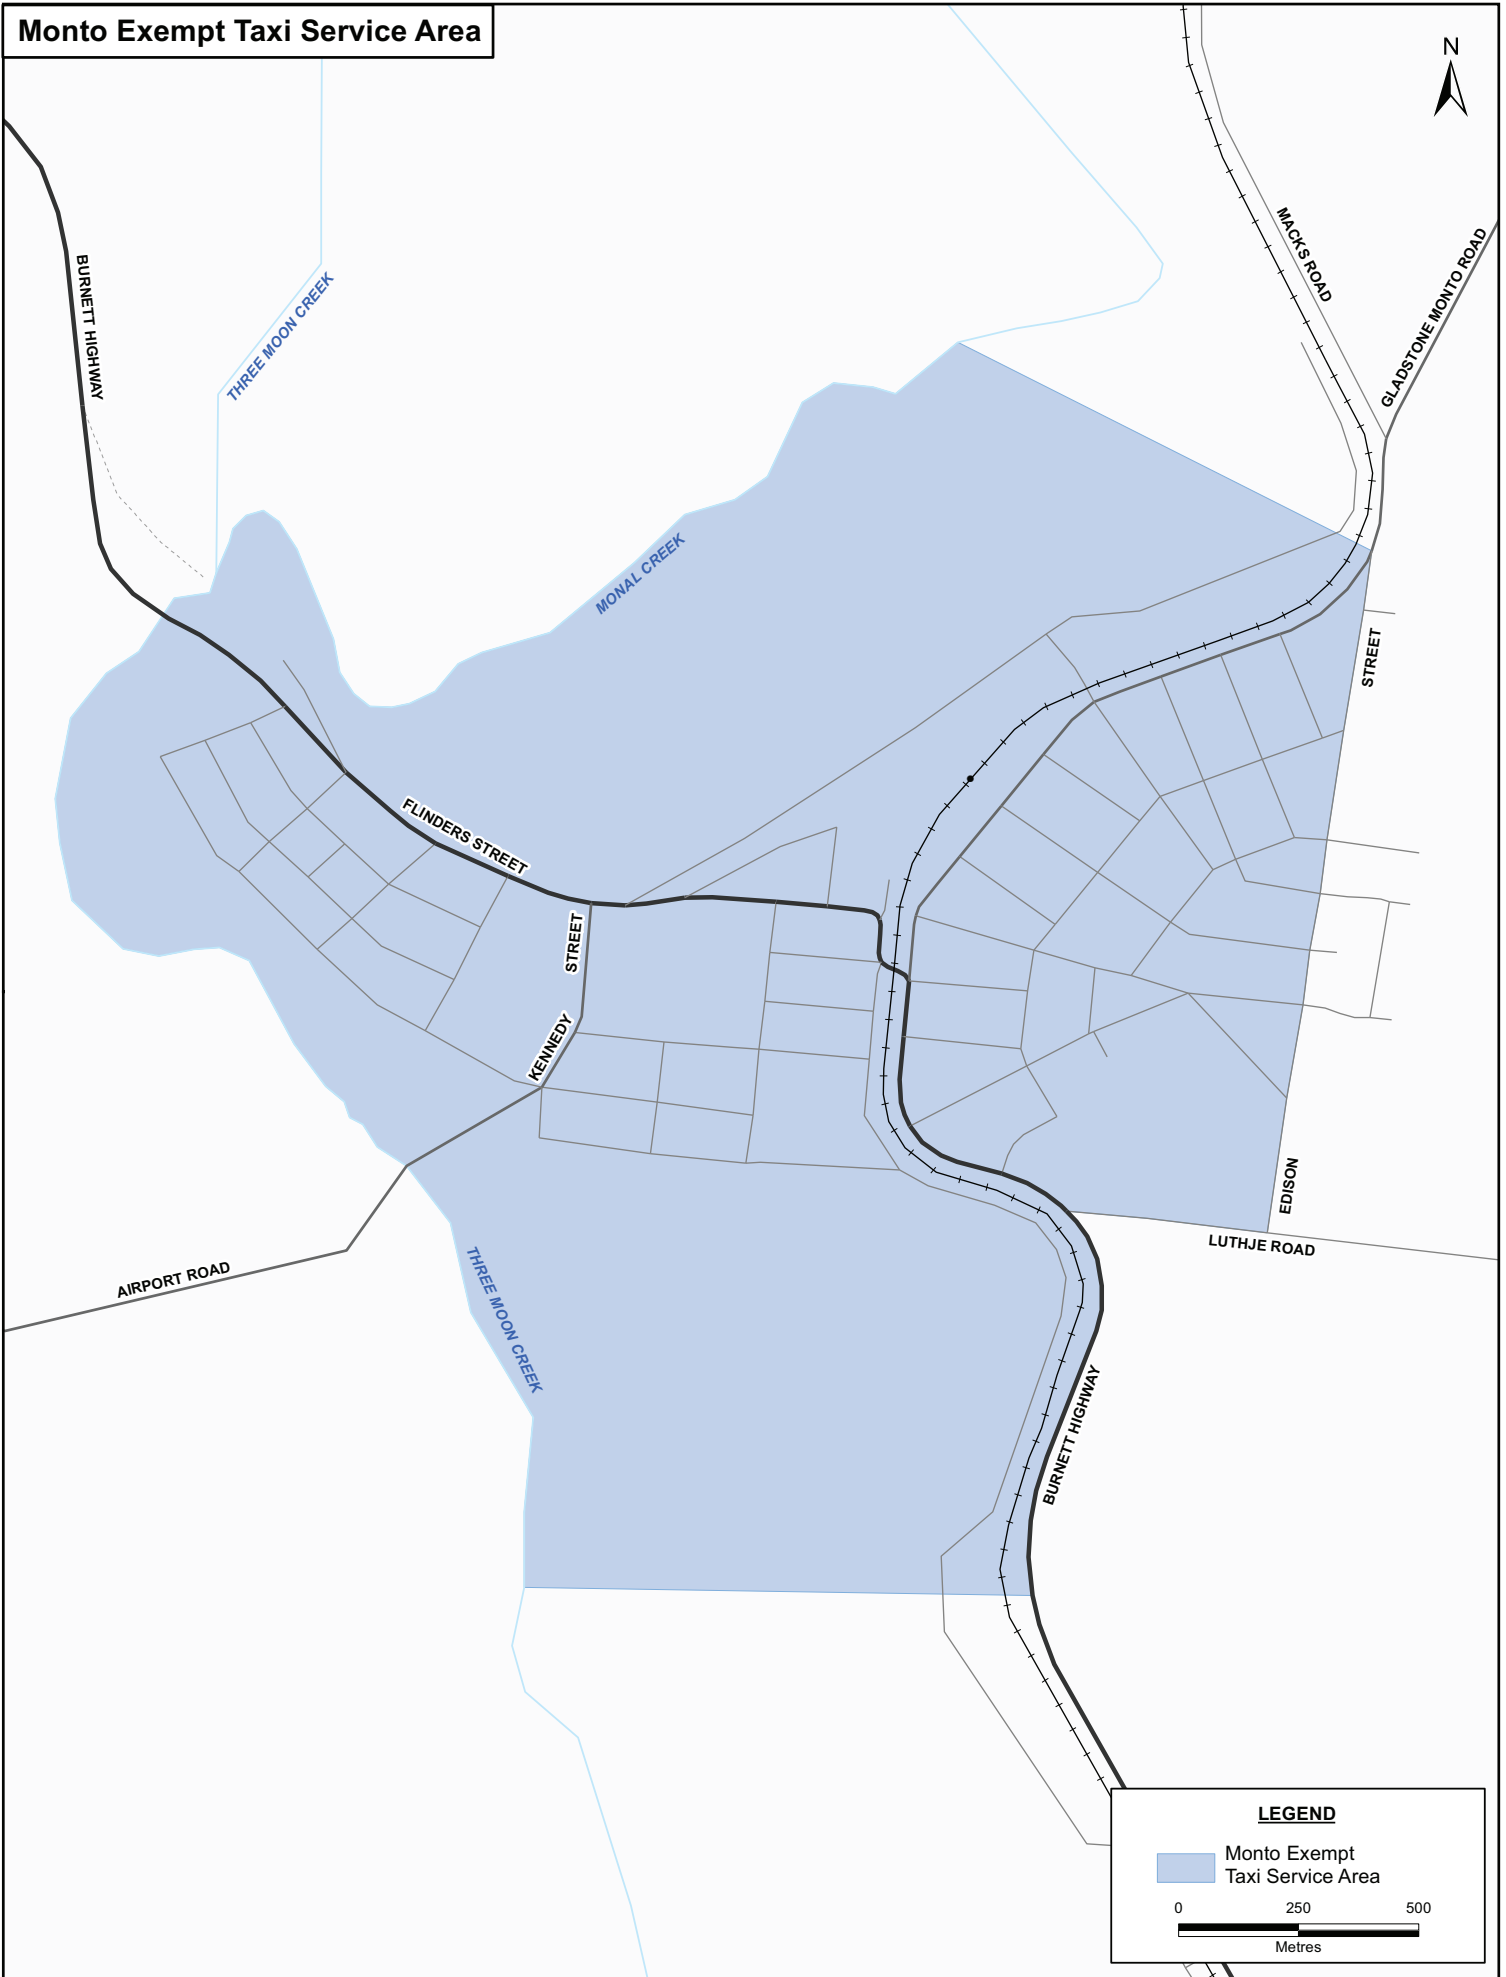 Monto Exempt Taxi Service Area
N
MACKS ROAD
GLADSTONE MONTO ROAD
BURNETT HIGHWAY
THREE MOON CREEK
MONAL CREEK
STREET
FLINDERS STREET
STREET
KENNEDY
EDISON
LUTHJE ROAD
AIRPORT ROAD
THREE MOON CREEK
BURNETT HIGHWAY
LEGEND
Monto Exempt
Taxi Service Area
0 250 500
Metres